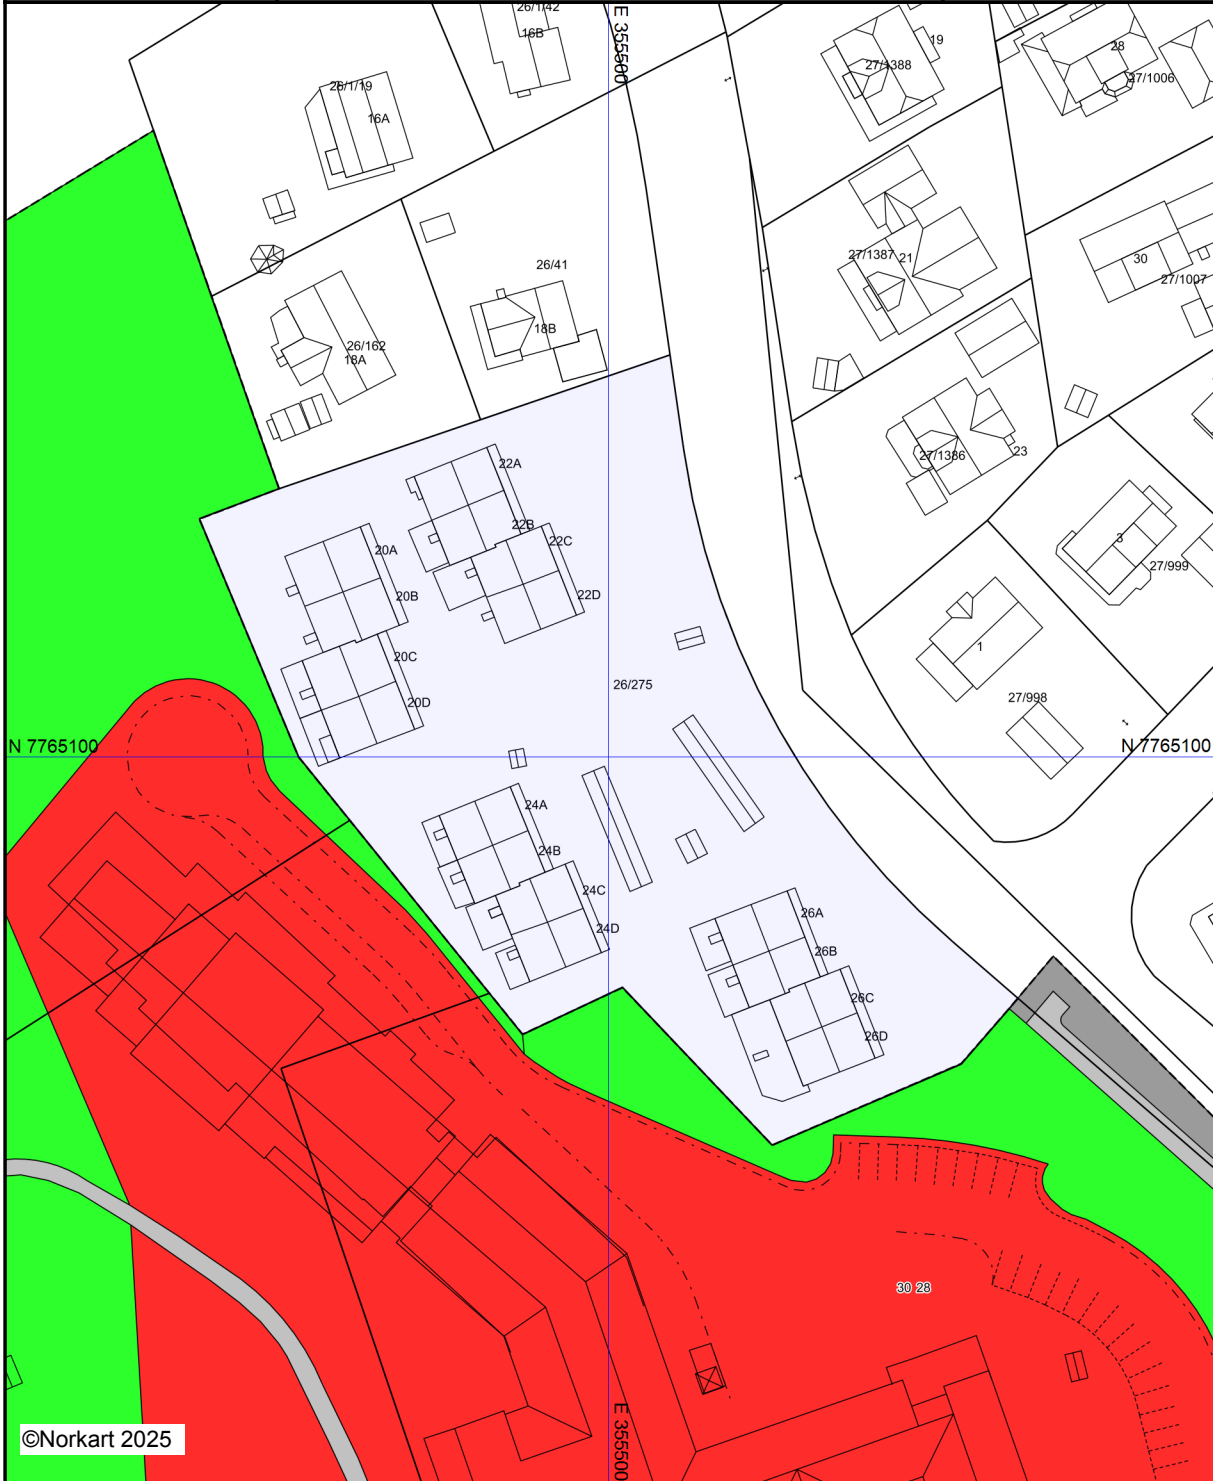 26/1/42
16B
E 355500
19
27/1388
28
27/1006
26/1/19
16A
26/41
27/1387
21
30
27/1007
18B
26/162
18A
27/1386
23
22A
22B
22C
22D
20A
20B
20C
20D
3
27/999
1
27/998
26/275
N 7765100
N 7765100
24A
24B
24C
24D
26A
26B
26C
26D
30 28
E 355500
©Norkart 2025